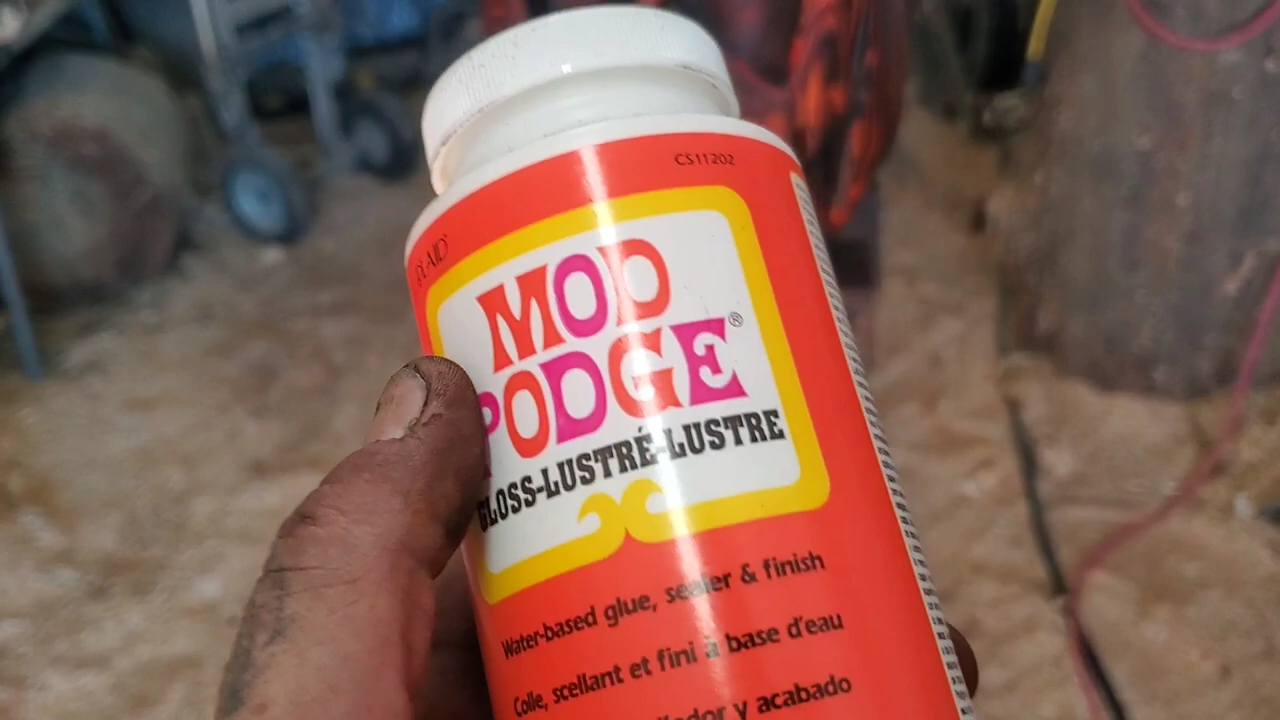 CS11202
PLAID
MOD
PODGE®
GLOSS-LUSTRÉ-LUSTRE
Water-based glue, sealer & finish
Colle, scellant et fini à base d'eau
y acabado